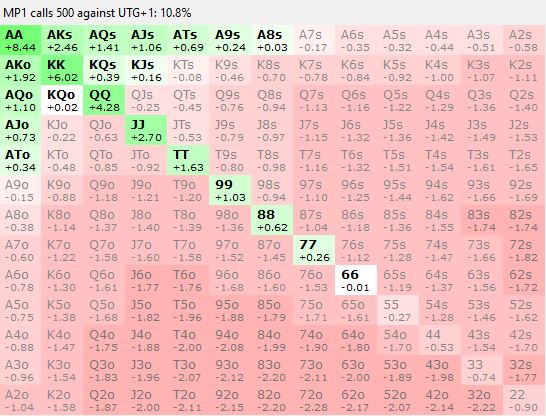 MP1 calls 500 against UTG+1: 10.8%
AA AKs AQs AJs ATs A9s A8s A7s A6s A5s A4s A3s A2s
+8.44 +2.46 +1.41 +1.06 +0.69 +0.24 +0.03 -0.17 -0.35 -0.32 -0.44 -0.51 -0.58
AKo KK KQs KJs KTs K9s K8s K7s K6s K5s K4s K3s K2s
+1.92 +6.02 +0.39 +0.16 -0.08 -0.46 -0.70 -0.78 -0.84 -0.92 -1.00 -1.07 -1.11
AQo KQo QQ QJs QTs Q9s Q8s Q7s Q6s Q5s Q4s Q3s Q2s
+1.10 +0.02 +4.28 -0.25 -0.45 -0.76 -0.94 -1.13 -1.16 -1.22 -1.29 -1.36 -1.40
AJo KJo QJo JJ JTs J9s J8s J7s J6s J5s J4s J3s J2s
+0.73 -0.22 -0.63 +2.70 -0.53 -0.79 -0.97 -1.15 -1.32 -1.36 -1.42 -1.49 -1.53
ATo KTo QTo JTo TT T9s T8s T7s T6s T5s T4s T3s T2s
+0.34 -0.48 -0.85 -0.92 +1.63 -0.80 -0.98 -1.16 -1.32 -1.51 -1.54 -1.61 -1.65
A9o K9o Q9o J9o T9o 99 98s 97s 96s 95s 94s 93s 92s
-0.15 -0.88 -1.18 -1.21 -1.20 +1.03 -0.94 -1.10 -1.25 -1.44 -1.62 -1.66 -1.69
A8o K8o Q8o J8o T8o 98o 88 87s 86s 85s 84s 83s 82s
-0.38 -1.14 -1.37 -1.40 -1.39 -1.36 +0.62 -1.04 -1.18 -1.36 -1.55 -1.74 -1.74
A7o K7o Q7o J7o T7o 97o 87o 77 76s 75s 74s 73s 72s
-0.60 -1.22 -1.58 -1.60 -1.58 -1.52 -1.45 +0.26 -1.12 -1.28 -1.47 -1.66 -1.82
A6o K6o Q6o J6o T6o 96o 86o 76o 66 65s 64s 63s 62s
-0.78 -1.30 -1.61 -1.77 -1.76 -1.68 -1.60 -1.53 -0.01 -1.19 -1.37 -1.56 -1.72
A5o K5o Q5o J5o T5o 95o 85o 75o 65o 55 54s 53s 52s
-0.75 -1.38 -1.68 -1.82 -1.96 -1.88 -1.79 -1.71 -1.61 -0.27 -1.28 -1.46 -1.62
A4o K4o Q4o J4o T4o 94o 84o 74o 64o 54o 44 43s 42s
-0.88 -1.47 -1.75 -1.88 -2.00 -2.08 -1.99 -1.90 -1.80 -1.70 -0.53 -1.54 -1.70
A3o K3o Q3o J3o T3o 93o 83o 73o 63o 53o 43o 33 32s
-0.96 -1.54 -1.83 -1.96 -2.07 -2.12 -2.20 -2.11 -2.00 -1.89 -1.98 -0.74 -1.77
A2o K2o Q2o J2o T2o 92o 82o 72o 62o 52o 42o 32o 22
-1.04 -1.58 -1.87 -2.00 -2.11 -2.15 -2.20 -2.28 -2.17 -2.07 -2.14 -2.22 -0.90